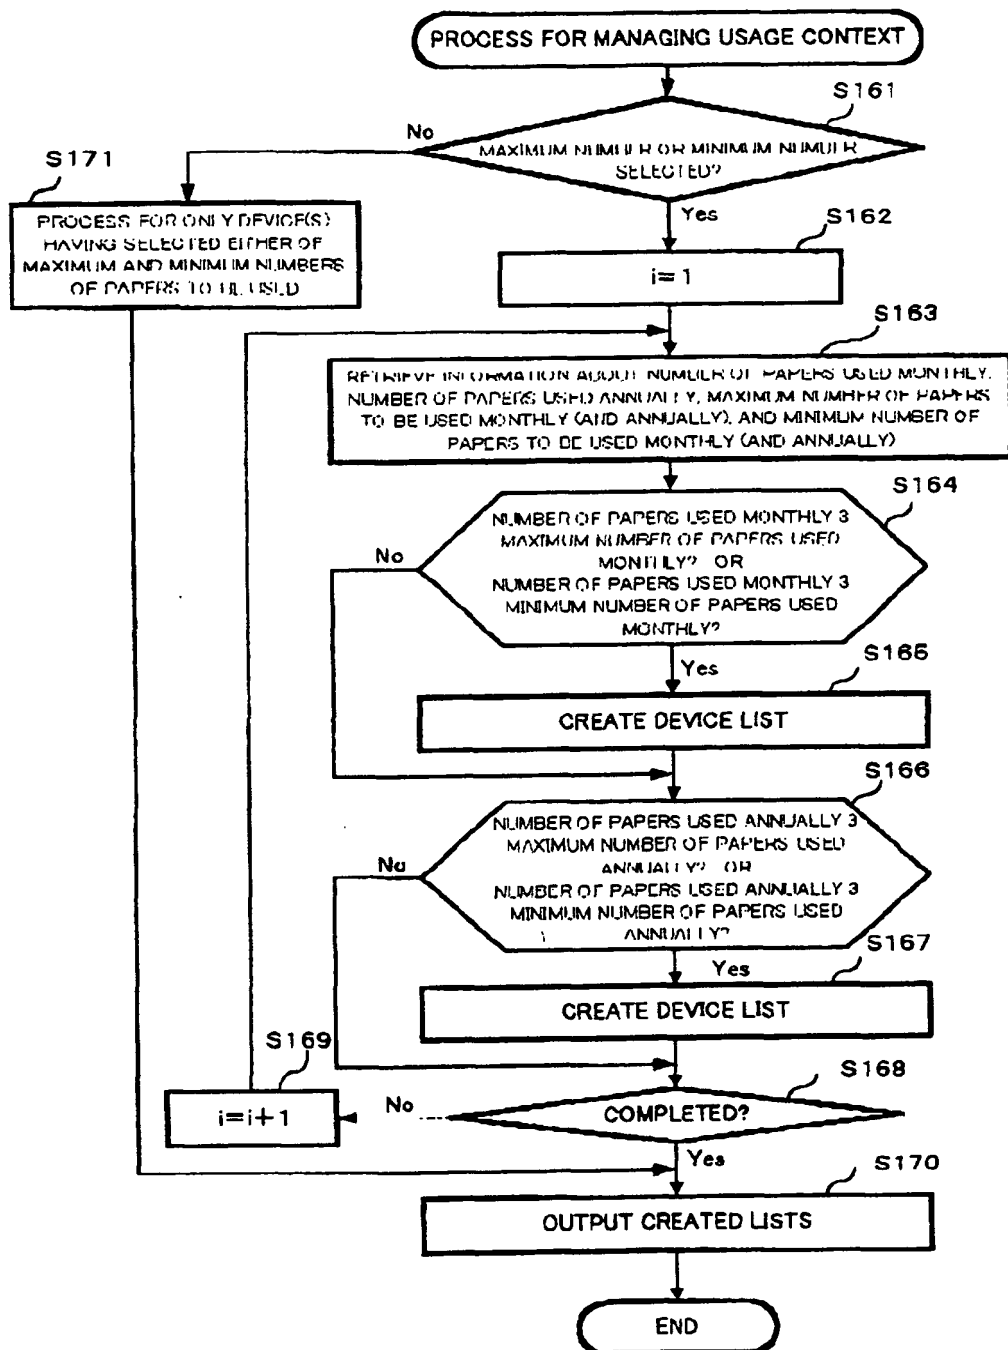 PROCESS FOR MANAGING USAGE CONTEXT
S161
No
MAXIMUM NUMBER OR MINIMUM NUMBER
SELECTED?
S171
Yes
S162
PROCESS FOR ONLY DEVICE(S)
HAVING SELECTED EITHER OF
MAXIMUM AND MINIMUM NUMBERS
OF PAPERS TO BE USED
i=1
S163
RETRIEVE INFORMATION ABOUT NUMBER OF PAPERS USED MONTHLY,
NUMBER OF PAPERS USED ANNUALLY, MAXIMUM NUMBER OF PAPERS
TO BE USED MONTHLY (AND ANNUALLY), AND MINIMUM NUMBER OF
PAPERS TO BE USED MONTHLY (AND ANNUALLY)
S164
NUMBER OF PAPERS USED MONTHLY 3
MAXIMUM NUMBER OF PAPERS USED
MONTHLY? OR
NUMBER OF PAPERS USED MONTHLY 3
MINIMUM NUMBER OF PAPERS USED
MONTHLY?
No
Yes
S165
CREATE DEVICE LIST
S166
NUMBER OF PAPERS USED ANNUALLY 3
MAXIMUM NUMBER OF PAPERS USED
ANNUALLY? OR
NUMBER OF PAPERS USED ANNUALLY 3
MINIMUM NUMBER OF PAPERS USED
ANNUALLY?
No
Yes
S167
CREATE DEVICE LIST
S169
S168
i=i+1
No
COMPLETED?
Yes
S170
OUTPUT CREATED LISTS
END